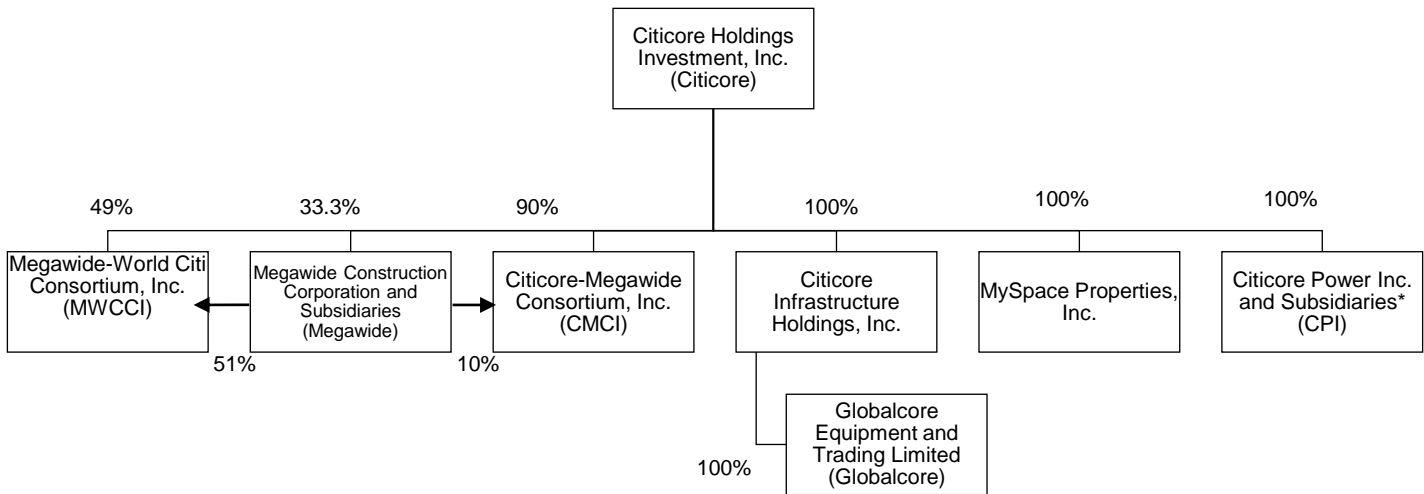 Citicore Holdings
Investment, Inc.
(Citicore)
49%
33.3%
90%
100%
100%
100%
Megawide-World Citi
Consortium, Inc.
(MWCCI)
Megawide Construction
Corporation and
Subsidiaries
(Megawide)
Citicore-Megawide
Consortium, Inc.
(CMCI)
Citicore
Infrastructure
Holdings, Inc.
MySpace Properties,
Inc.
Citicore Power Inc.
and Subsidiaries*
(CPI)
51%
10%
Globalcore
Equipment and
Trading Limited
(Globalcore)
100%